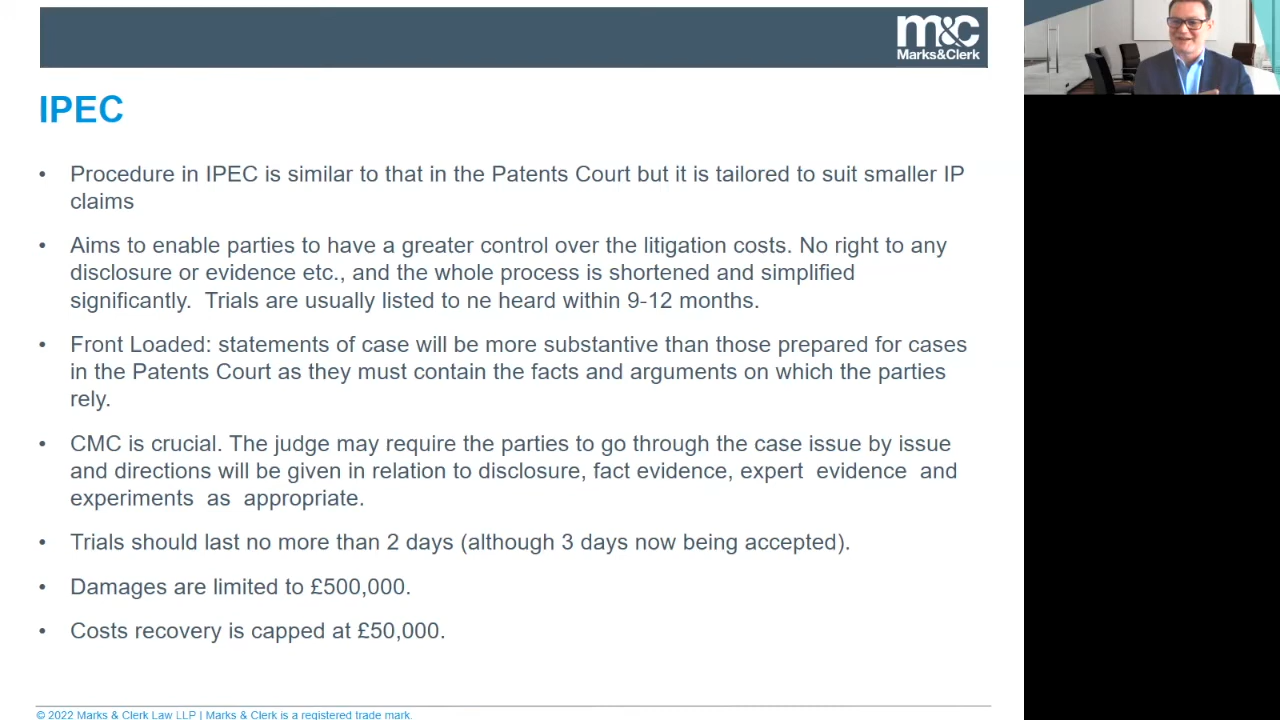 m&c
Marks&Clerk
IPEC
• Procedure in IPEC is similar to that in the Patents Court but it is tailored to suit smaller IP
claims
• Aims to enable parties to have a greater control over the litigation costs. No right to any
disclosure or evidence etc., and the whole process is shortened and simplified
significantly.  Trials are usually listed to ne heard within 9-12 months.
• Front Loaded: statements of case will be more substantive than those prepared for cases
in the Patents Court as they must contain the facts and arguments on which the parties
rely.
• CMC is crucial. The judge may require the parties to go through the case issue by issue
and directions will be given in relation to disclosure, fact evidence, expert  evidence  and
experiments  as  appropriate.
• Trials should last no more than 2 days (although 3 days now being accepted).
• Damages are limited to £500,000.
• Costs recovery is capped at £50,000.
© 2022 Marks & Clerk Law LLP | Marks & Clerk is a registered trade mark.